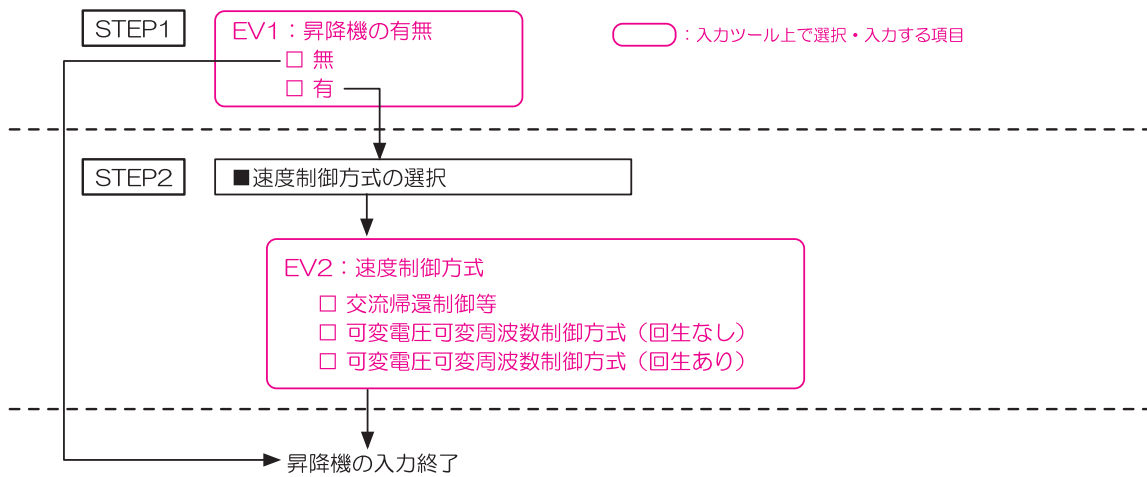 STEP1
EV1：昇降機の有無
□ 無
□ 有
：入力ツール上で選択・入力する項目
STEP2
■速度制御方式の選択
EV2：速度制御方式
□ 交流帰還制御等
□ 可変電圧可変周波数制御方式（回生なし）
□ 可変電圧可変周波数制御方式（回生あり）
昇降機の入力終了